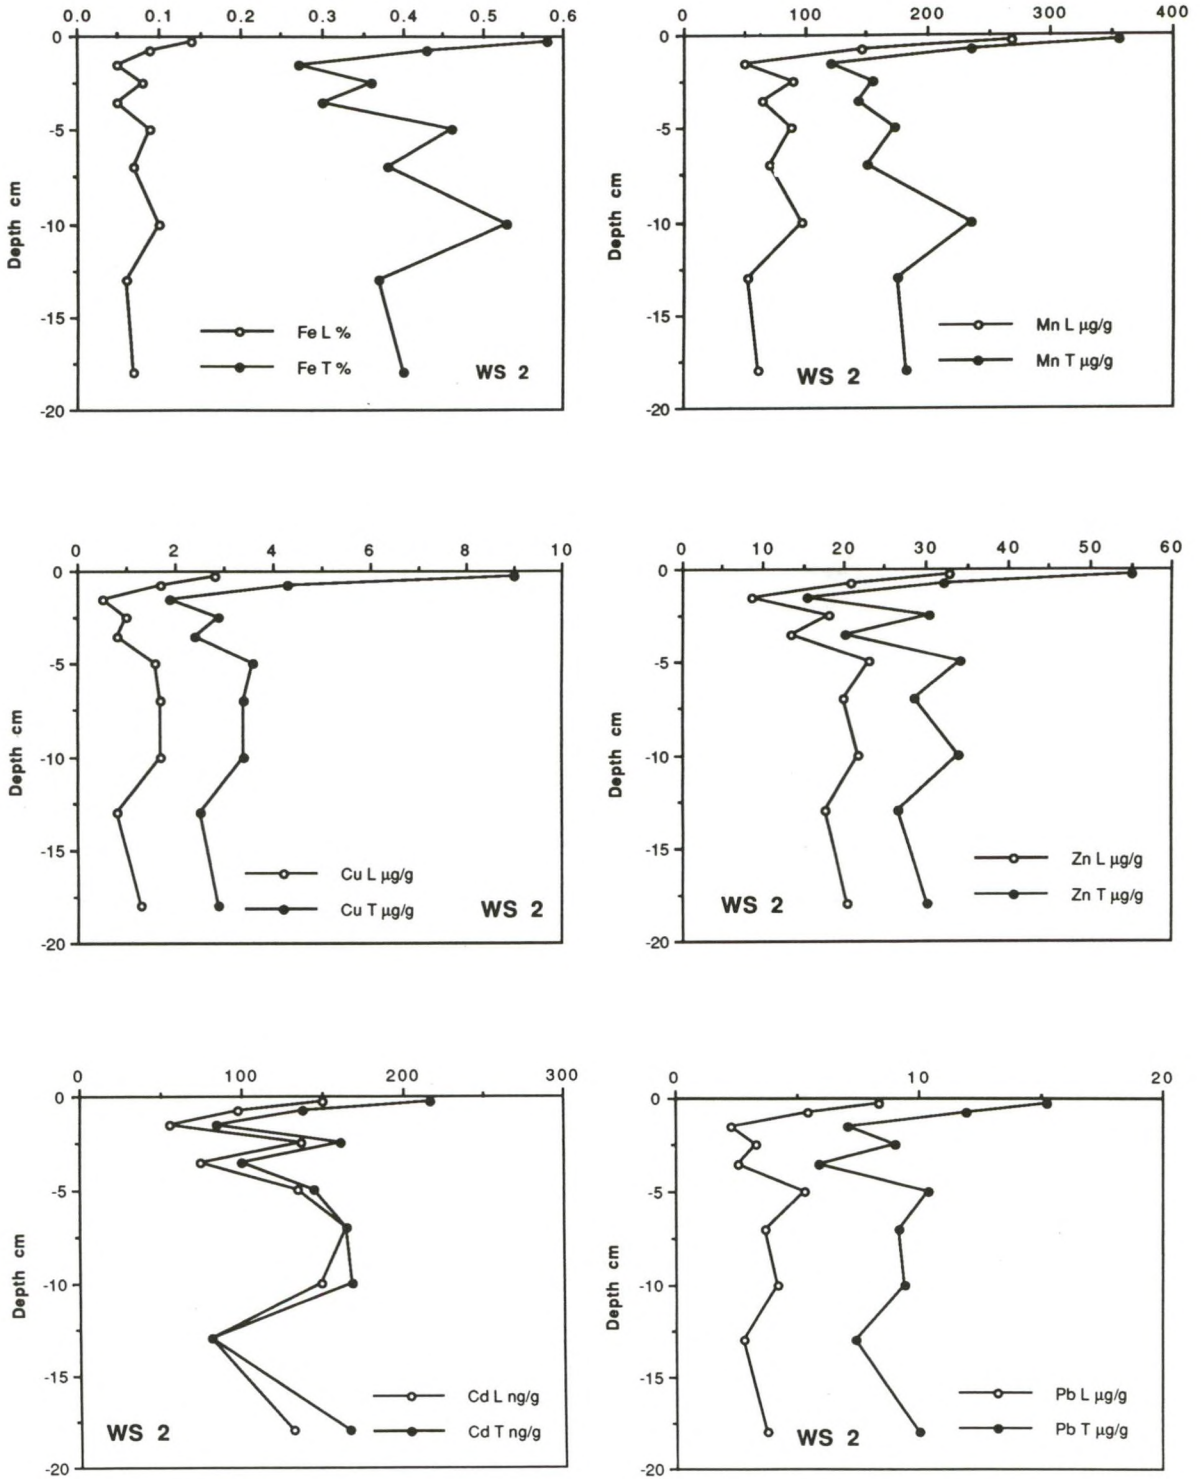 0.0 0.1 0.2 0.3 0.4 0.5 0.6
0.0
-5
-10
-15
-20
Depth cm
Fe L %
Fe T %
WS 2
0 100 200 300 400
0
-5
-10
-15
-20
Depth cm
Mn L µg/g
Mn T µg/g
WS 2
0 2 4 6 8 10
0
-5
-10
-15
-20
Depth cm
Cu L µg/g
Cu T µg/g
WS 2
0 10 20 30 40 50 60
0
-5
-10
-15
-20
Depth cm
Zn L µg/g
Zn T µg/g
WS 2
0 100 200 300
0
-5
-10
-15
-20
Depth cm
Cd L ng/g
Cd T ng/g
WS 2
0 10 20
0
-5
-10
-15
-20
Depth cm
Pb L µg/g
Pb T µg/g
WS 2